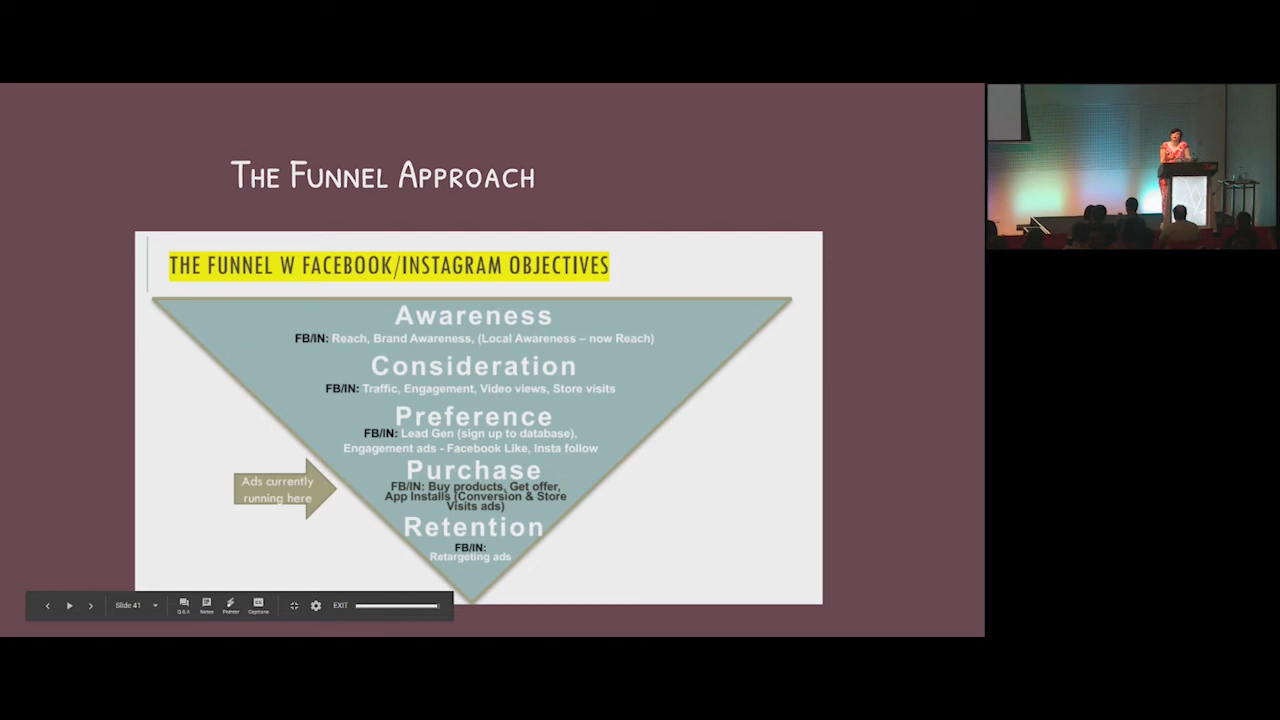 The Funnel Approach
THE FUNNEL W FACEBOOK/INSTAGRAM OBJECTIVES
Awareness
FB/IN: Reach, Brand Awareness, (Local Awareness – now Reach)
Consideration
FB/IN: Traffic, Engagement, Video views, Store visits
Preference
FB/IN: Lead Gen (sign up to database),
Engagement ads - Facebook Like, Insta follow
Purchase
FB/IN: Buy products, Get offer,
App Installs (Conversion & Store
Visits ads)
Ads currently
running here
Retention
FB/IN:
Retargeting ads
Slide 41
Q&A
Notes
Pointer
Captions
EXIT